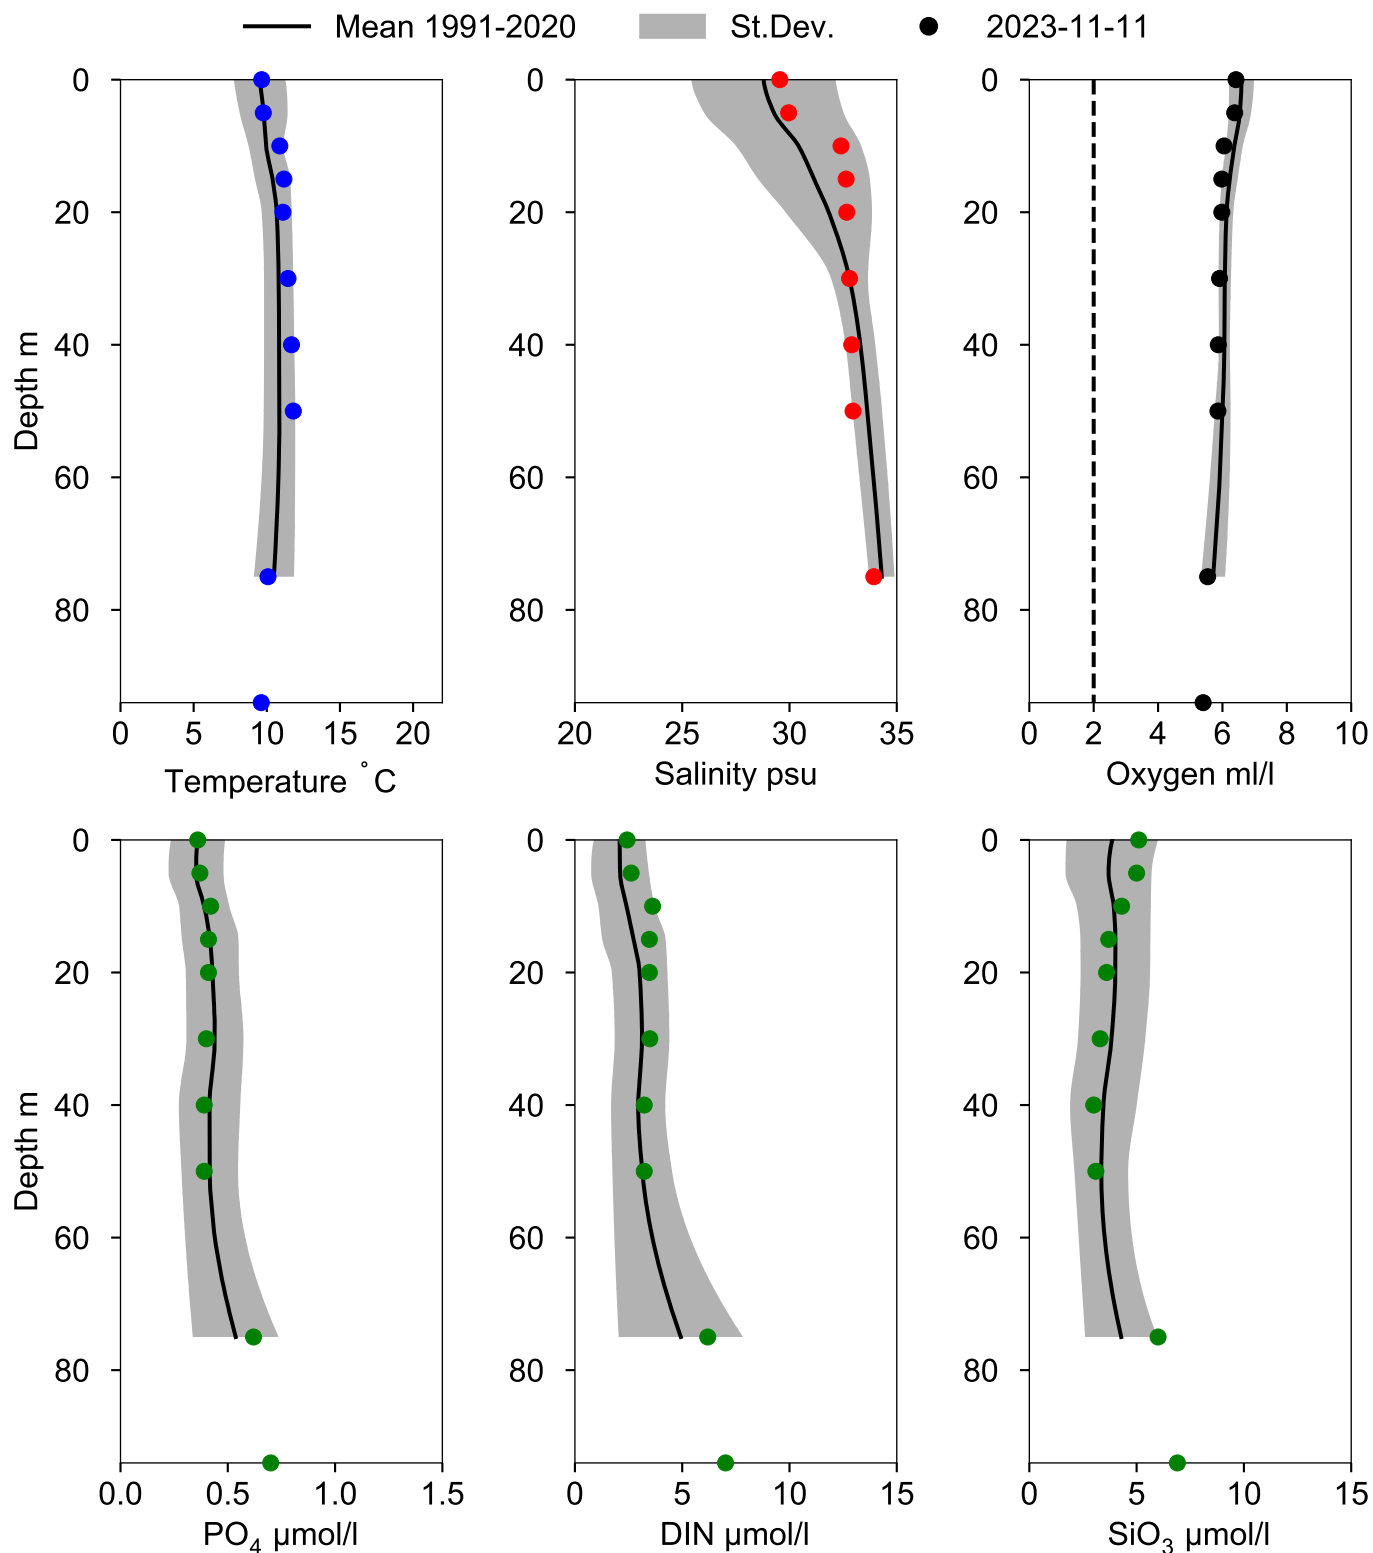 Mean 1991-2020 St.Dev. 2023-11-11
0 0 0
20 20 20
40 40 40
60 60 60
80 80 80
Depth m
0 5 10 15 20 20 25 30 35 0 2 4 6 8 10
Temperature ˚C Salinity psu Oxygen ml/l
0 0 0
20 20 20
40 40 40
60 60 60
80 80 80
Depth m
0.0 0.5 1.0 1.5 0 5 10 15 0 5 10 15
PO₄ µmol/l DIN µmol/l SiO₃ µmol/l